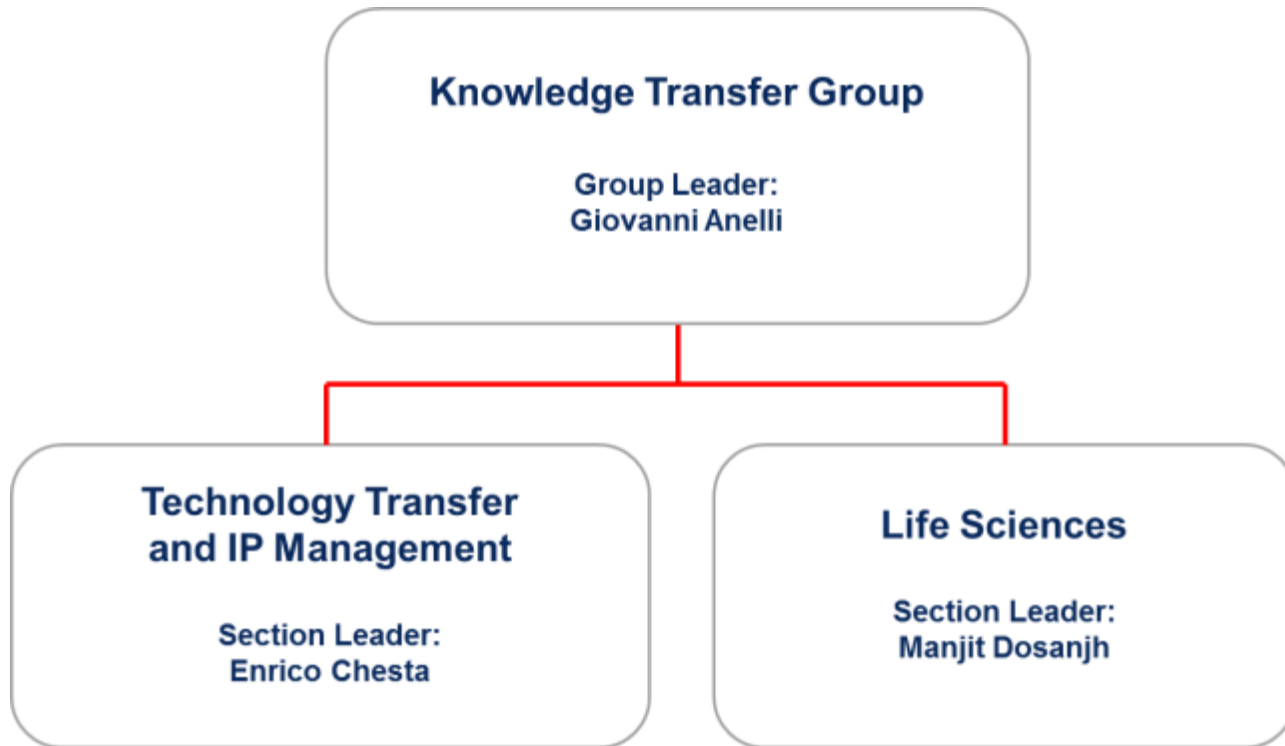 Knowledge Transfer Group
Group Leader:
Giovanni Anelli
Technology Transfer
and IP Management
Section Leader:
Enrico Chesta
Life Sciences
Section Leader:
Manjit Dosanjh